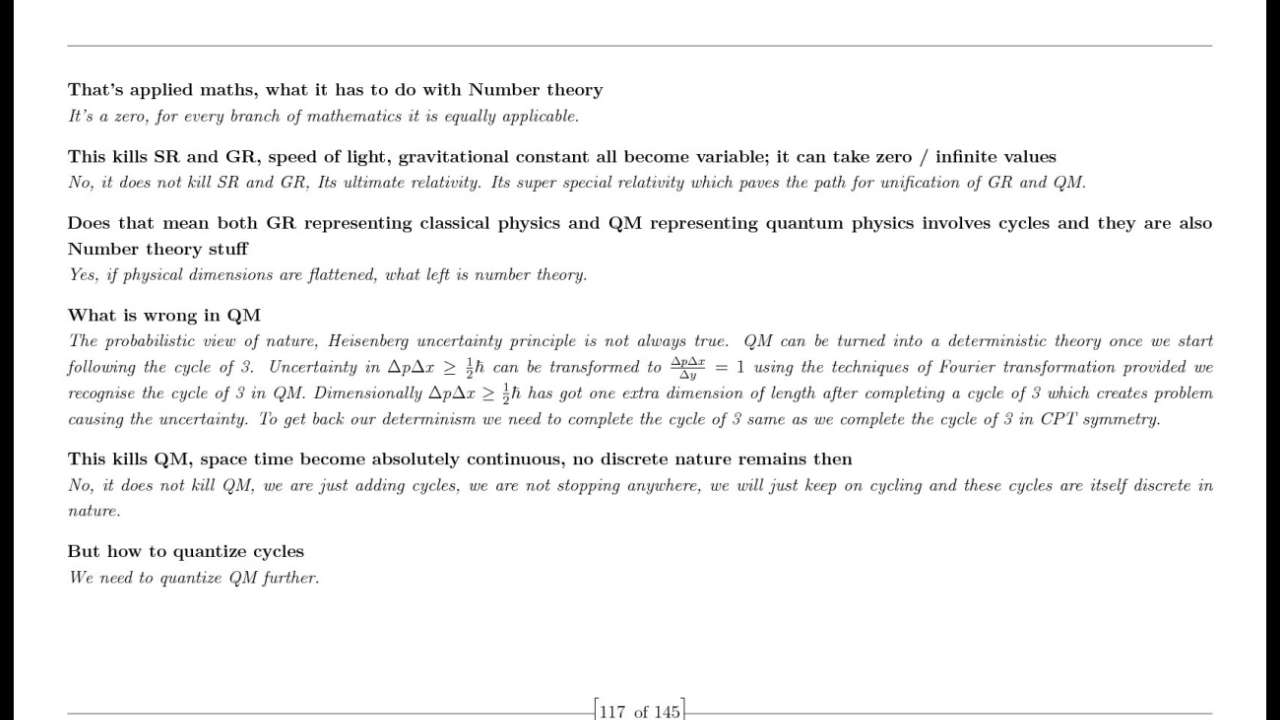 That's applied maths, what it has to do with Number theory
It's a zero, for every branch of mathematics it is equally applicable.
This kills SR and GR, speed of light, gravitational constant all become variable; it can take zero / infinite values
No, it does not kill SR and GR, Its ultimate relativity. Its super special relativity which paves the path for unification of GR and QM.
Does that mean both GR representing classical physics and QM representing quantum physics involves cycles and they are also
Number theory stuff
Yes, if physical dimensions are flattened, what left is number theory.
What is wrong in QM
The probabilistic view of nature, Heisenberg uncertainty principle is not always true. QM can be turned into a deterministic theory once we start
following the cycle of 3. Uncertainty in ΔpΔx ≥ ½ħ can be transformed to ΔpΔx/Δy = 1 using the techniques of Fourier transformation provided we
recognise the cycle of 3 in QM. Dimensionally ΔpΔx ≥ ½ħ has got one extra dimension of length after completing a cycle of 3 which creates problem
causing the uncertainty. To get back our determinism we need to complete the cycle of 3 same as we complete the cycle of 3 in CPT symmetry.
This kills QM, space time become absolutely continuous, no discrete nature remains then
No, it does not kill QM, we are just adding cycles, we are not stopping anywhere, we will just keep on cycling and these cycles are itself discrete in
nature.
But how to quantize cycles
We need to quantize QM further.
[117 of 145]